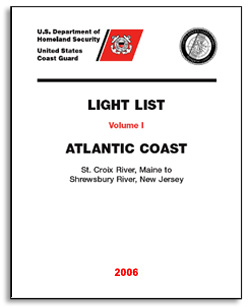 U.S. Department of
Homeland Security
United States
Coast Guard
LIGHT LIST
Volume I
ATLANTIC COAST
St. Croix River, Maine to
Shrewsbury River, New Jersey
2006